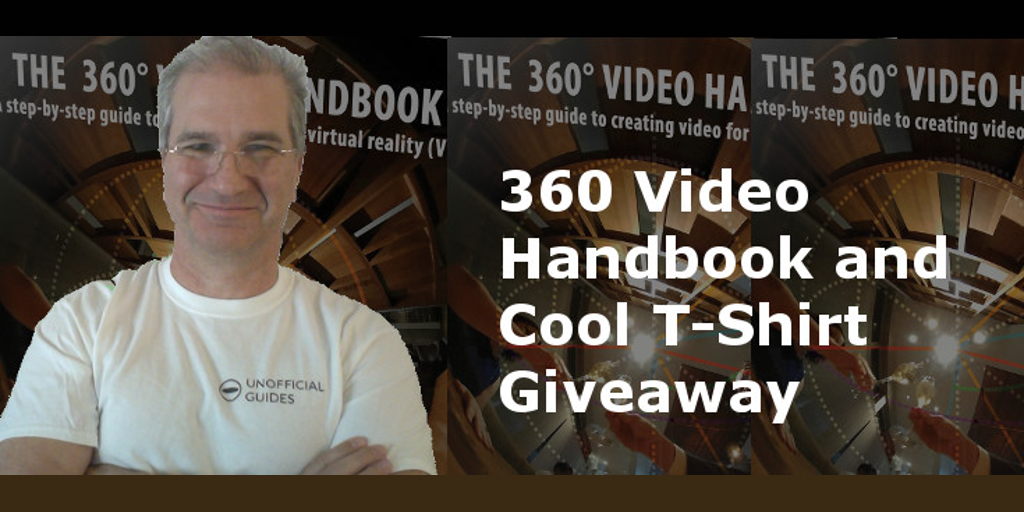 THE 360° NDBOOK
step-by-step guide to virtual reality (V
THE 360° VIDEO HA
step-by-step guide to creating video for
THE 360° VIDEO H
step-by-step guide to creating video
360 Video
Handbook and
Cool T-Shirt
Giveaway
UNOFFICIAL
GUIDES